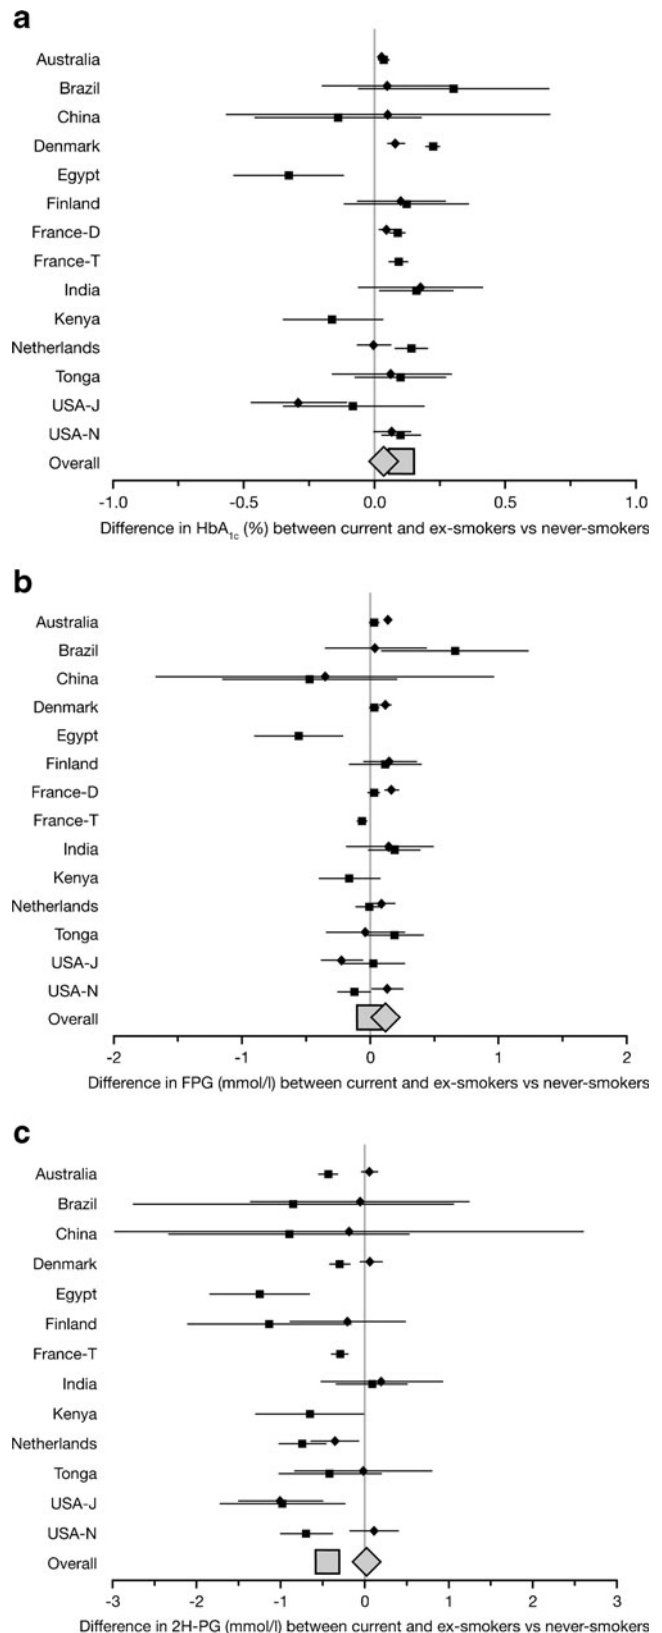 a
Australia
Brazil
China
Denmark
Egypt
Finland
France-D
France-T
India
Kenya
Netherlands
Tonga
USA-J
USA-N
Overall
-1.0 -0.5 0.0 0.5 1.0
Difference in HbA1c (%) between current and ex-smokers vs never-smokers
b
Australia
Brazil
China
Denmark
Egypt
Finland
France-D
France-T
India
Kenya
Netherlands
Tonga
USA-J
USA-N
Overall
-2 -1 0 1 2
Difference in FPG (mmol/l) between current and ex-smokers vs never-smokers
c
Australia
Brazil
China
Denmark
Egypt
Finland
France-T
India
Kenya
Netherlands
Tonga
USA-J
USA-N
Overall
-3 -2 -1 0 1 2 3
Difference in 2H-PG (mmol/l) between current and ex-smokers vs never-smokers